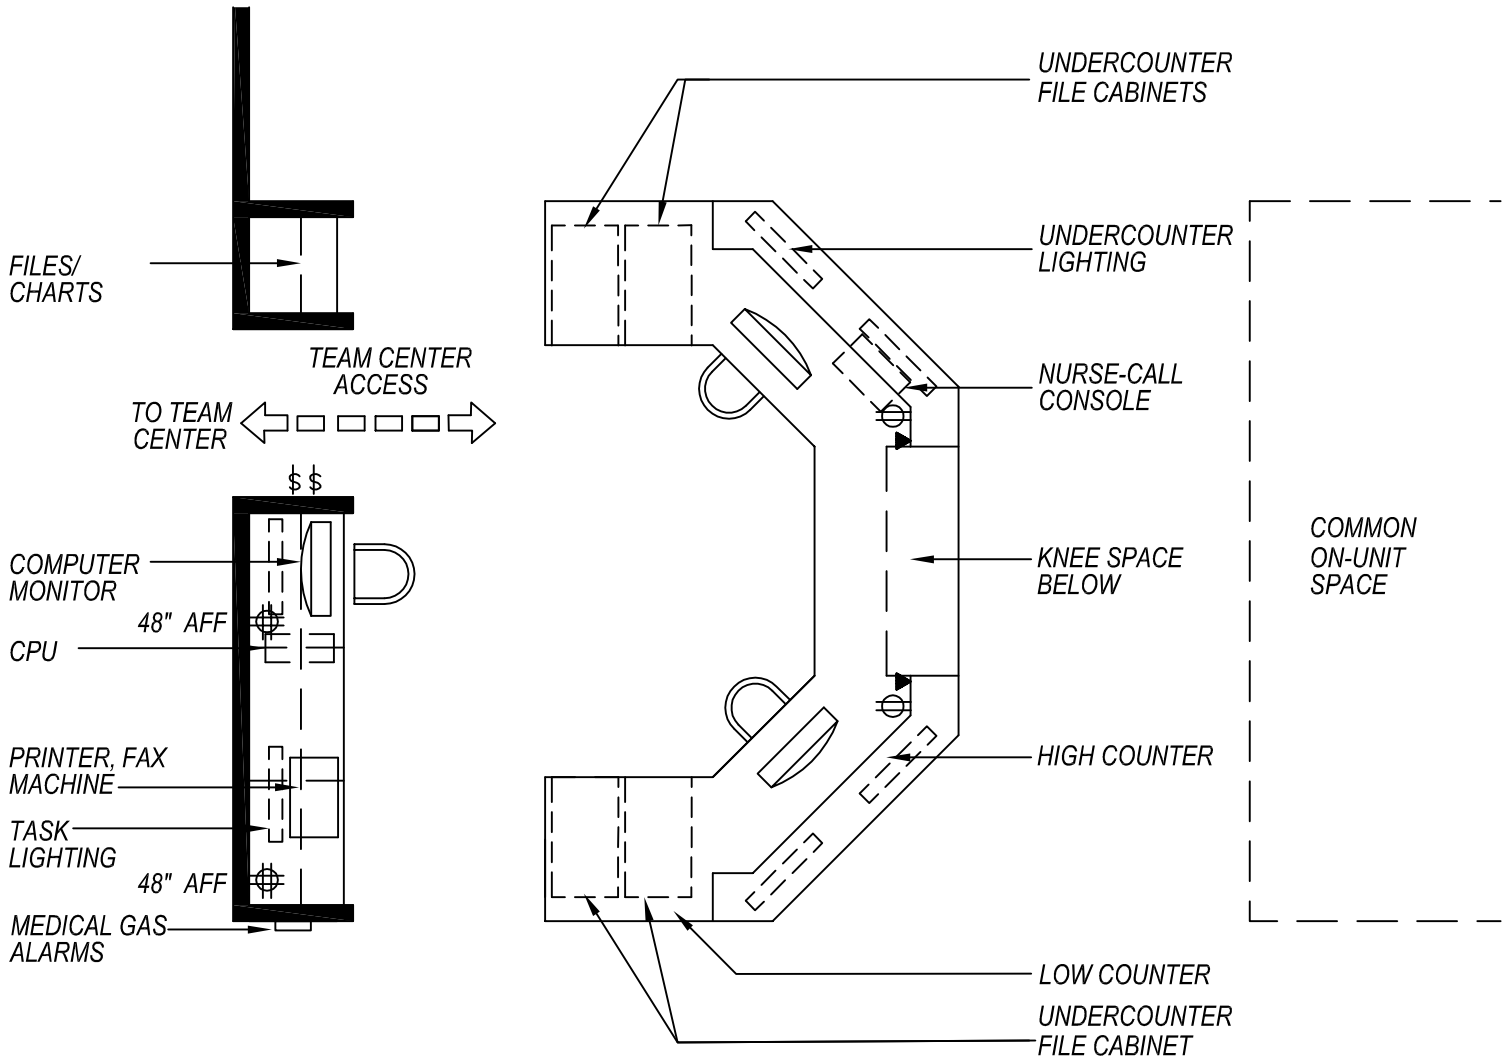 UNDERCOUNTER
FILE CABINETS
UNDERCOUNTER
LIGHTING
FILES/
CHARTS
TEAM CENTER
ACCESS
TO TEAM
CENTER
NURSE-CALL
CONSOLE
$ $
COMPUTER
MONITOR
48" AFF
CPU
KNEE SPACE
BELOW
COMMON
ON-UNIT
SPACE
PRINTER, FAX
MACHINE
HIGH COUNTER
TASK
LIGHTING
48" AFF
MEDICAL GAS
ALARMS
LOW COUNTER
UNDERCOUNTER
FILE CABINET